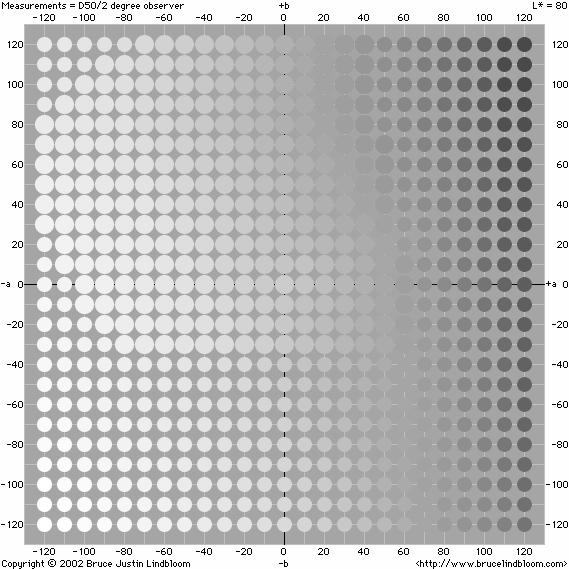 Measurements = D50/2 degree observer +b L* = 80
-120 -100 -80 -60 -40 -20 0 20 40 60 80 100 120
120 120
100 100
80 80
60 60
40 40
20 20
-a 0 0 +a
-20 -20
-40 -40
-60 -60
-80 -80
-100 -100
-120 -120
-120 -100 -80 -60 -40 -20 0 20 40 60 80 100 120
Copyright © 2002 Bruce Justin Lindbloom -b <http://www.brucelindbloom.com>